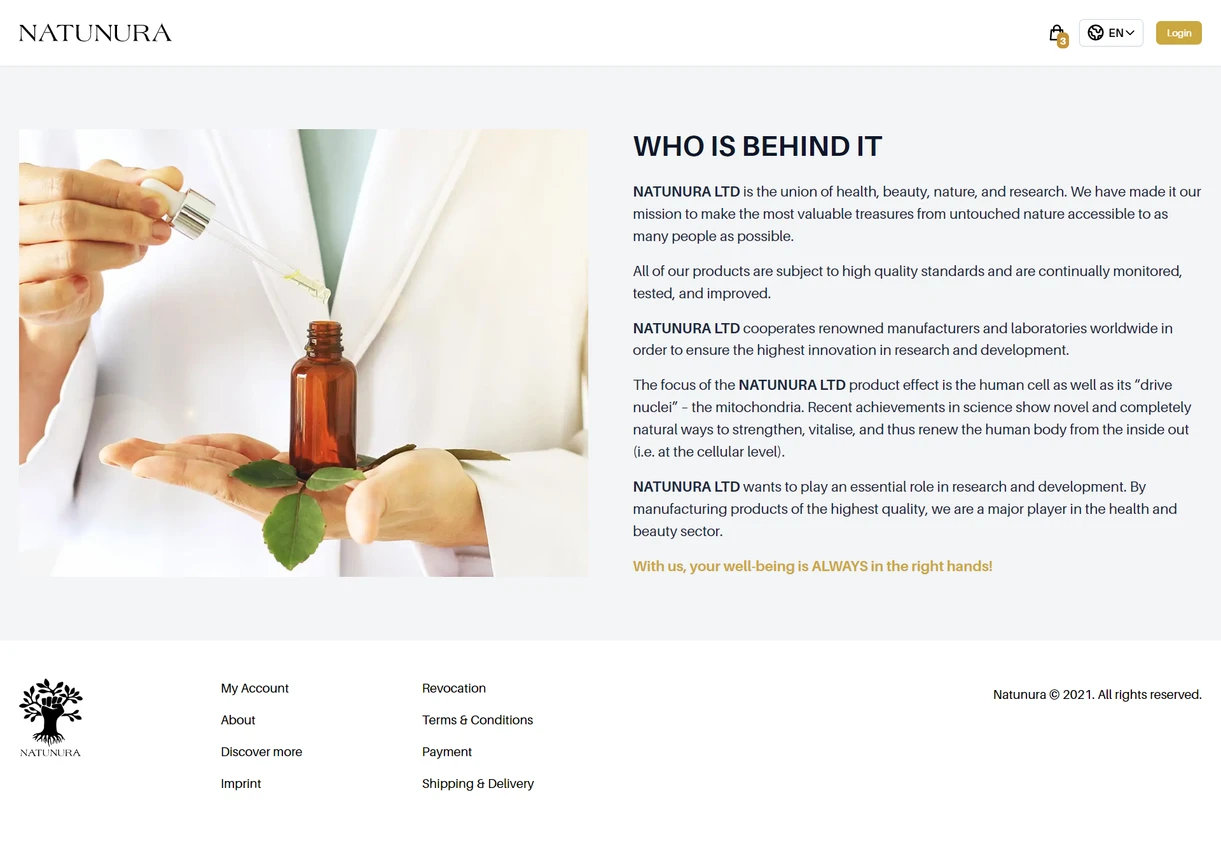 NATUNURA
3
EN
Login
WHO IS BEHIND IT
NATUNURA LTD is the union of health, beauty, nature, and research. We have made it our
mission to make the most valuable treasures from untouched nature accessible to as
many people as possible.
All of our products are subject to high quality standards and are continually monitored,
tested, and improved.
NATUNURA LTD cooperates renowned manufacturers and laboratories worldwide in
order to ensure the highest innovation in research and development.
The focus of the NATUNURA LTD product effect is the human cell as well as its “drive
nuclei” – the mitochondria. Recent achievements in science show novel and completely
natural ways to strengthen, vitalise, and thus renew the human body from the inside out
(i.e. at the cellular level).
NATUNURA LTD wants to play an essential role in research and development. By
manufacturing products of the highest quality, we are a major player in the health and
beauty sector.
With us, your well-being is ALWAYS in the right hands!
NATUNURA
My Account
About
Discover more
Imprint
Revocation
Terms & Conditions
Payment
Shipping & Delivery
Natunura © 2021. All rights reserved.